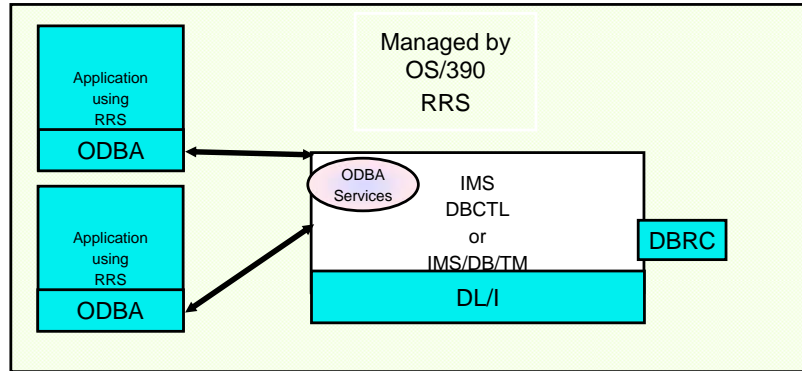 Application
using
RRS
ODBA
Managed by
OS/390
RRS
ODBA
Services
IMS
DBCTL
or
IMS/DB/TM
DBRC
DL/I
Application
using
RRS
ODBA